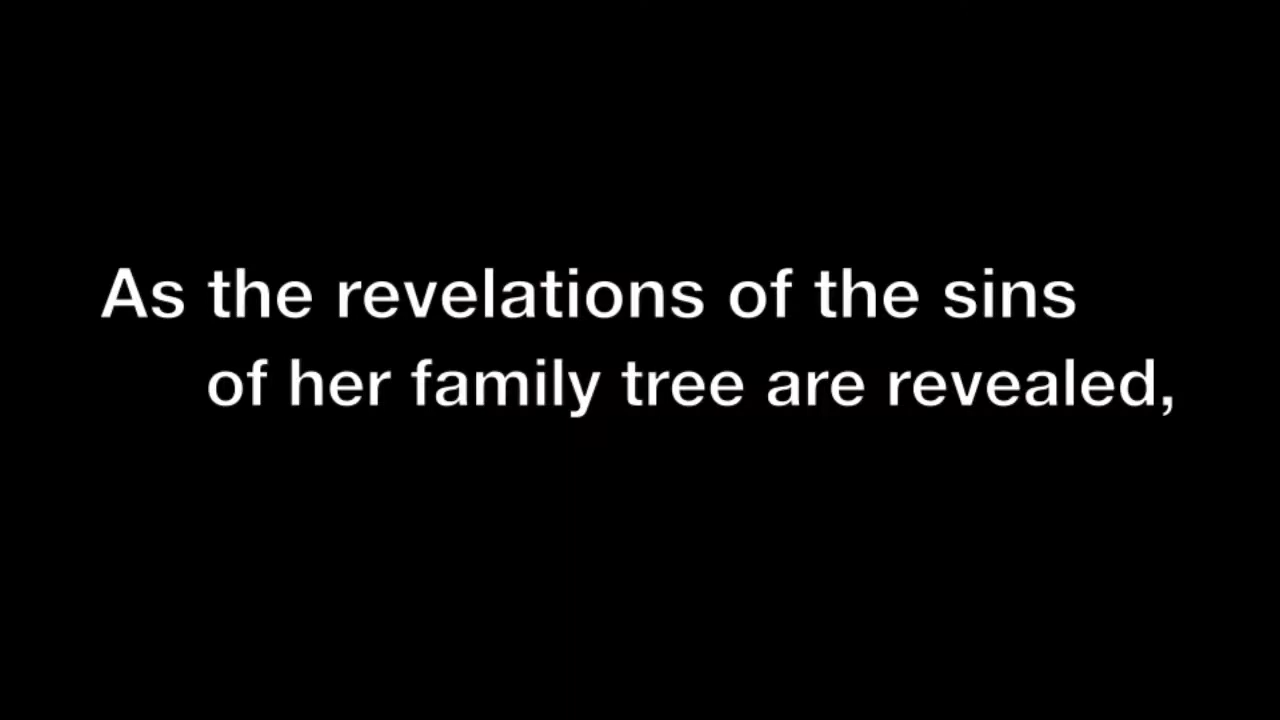 As the revelations of the sins
of her family tree are revealed,